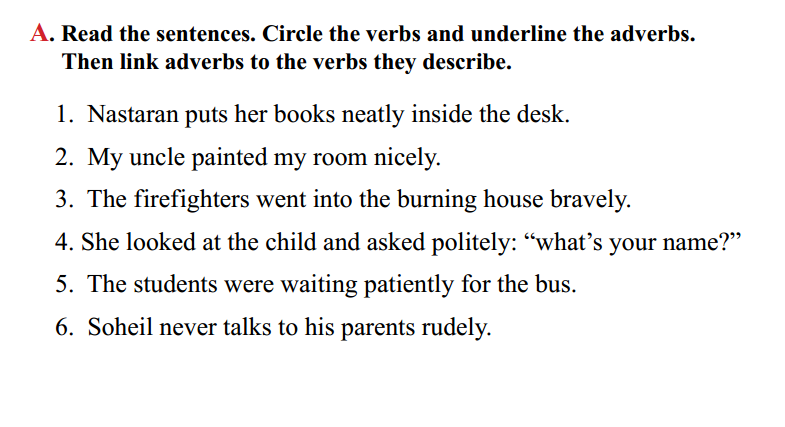 A. Read the sentences. Circle the verbs and underline the adverbs.
Then link adverbs to the verbs they describe.
1. Nastaran puts her books neatly inside the desk.
2. My uncle painted my room nicely.
3. The firefighters went into the burning house bravely.
4. She looked at the child and asked politely: “what’s your name?”
5. The students were waiting patiently for the bus.
6. Soheil never talks to his parents rudely.